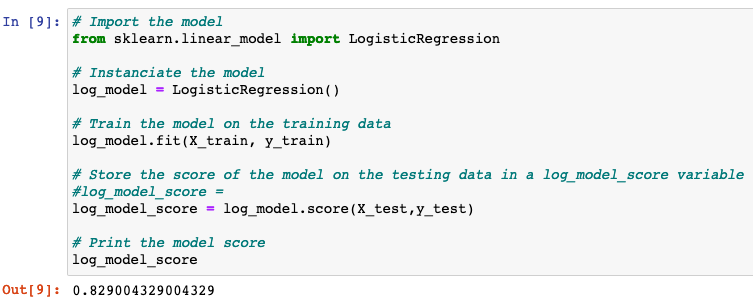 In [9]: # Import the model
from sklearn.linear_model import LogisticRegression
# Instanciate the model
log_model = LogisticRegression()
# Train the model on the training data
log_model.fit(X_train, y_train)
# Store the score of the model on the testing data in a log_model_score variable
#log_model_score =
log_model_score = log_model.score(X_test,y_test)
# Print the model score
log_model_score
Out[9]: 0.829004329004329